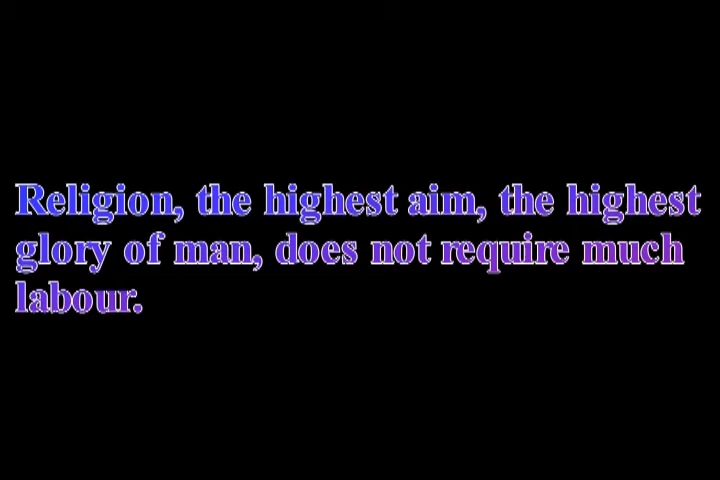 Religion, the highest aim, the highest
glory of man, does not require much
labour.